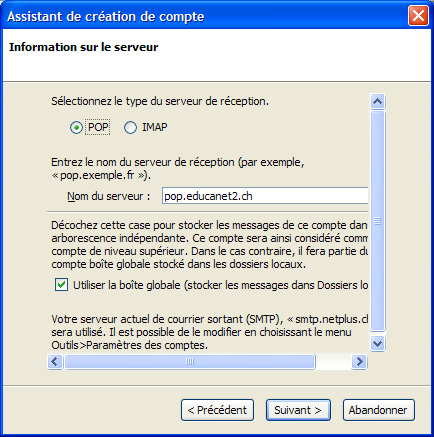 Assistant de création de compte
Information sur le serveur
Sélectionnez le type du serveur de réception.
POP IMAP
Entrez le nom du serveur de réception (par exemple,
« pop.exemple.fr »).
Nom du serveur : pop.educanet2.ch
Décochez cette case pour stocker les messages de ce compte dan
arborescence indépendante. Ce compte sera ainsi considéré comm
compte de niveau supérieur. Dans le cas contraire, il fera partie du
compte boîte globale stocké dans les dossiers locaux.
Utiliser la boîte globale (stocker les messages dans Dossiers lo
Votre serveur actuel de courrier sortant (SMTP), « smtp.netplus.c
sera utilisé. Il est possible de le modifier en choisissant le menu
Outils>Paramètres des comptes.
< Précédent Suivant > Abandonner